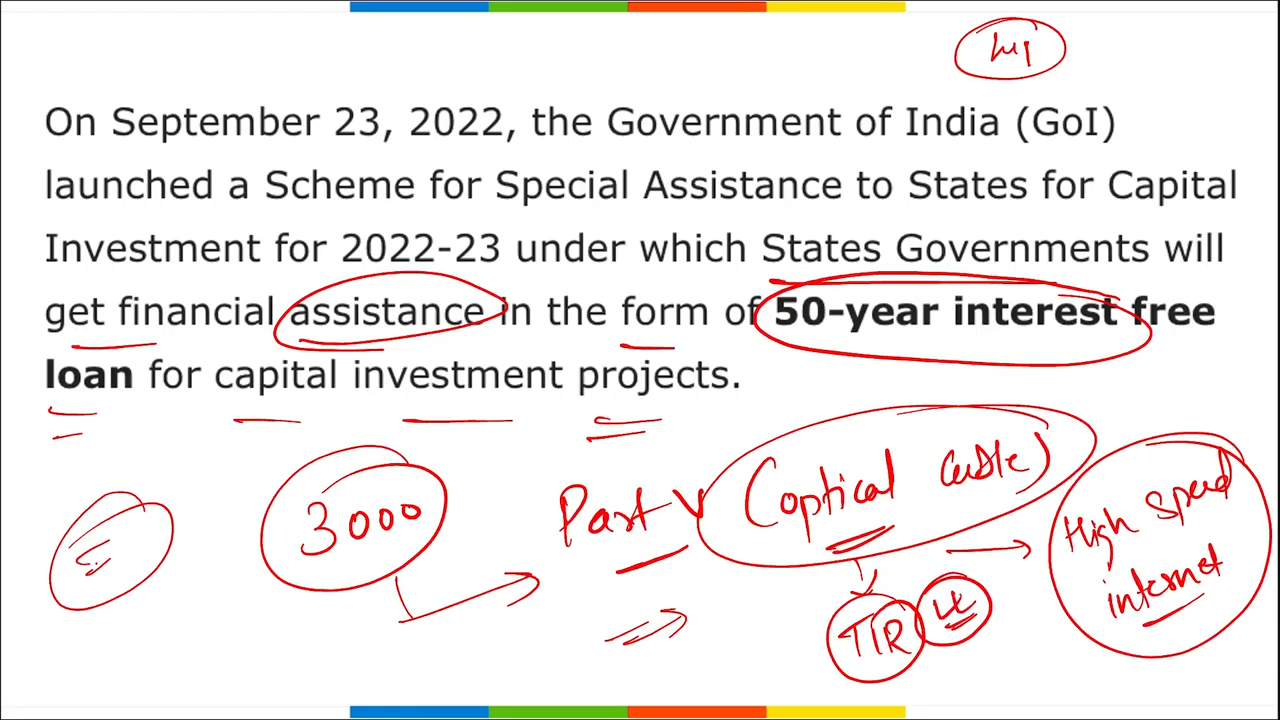 On September 23, 2022, the Government of India (GoI)
launched a Scheme for Special Assistance to States for Capital
Investment for 2022-23 under which States Governments will
get financial assistance in the form of 50-year interest free
loan for capital investment projects.
3000
Part V (optical cable)
High speed
internet
TIR